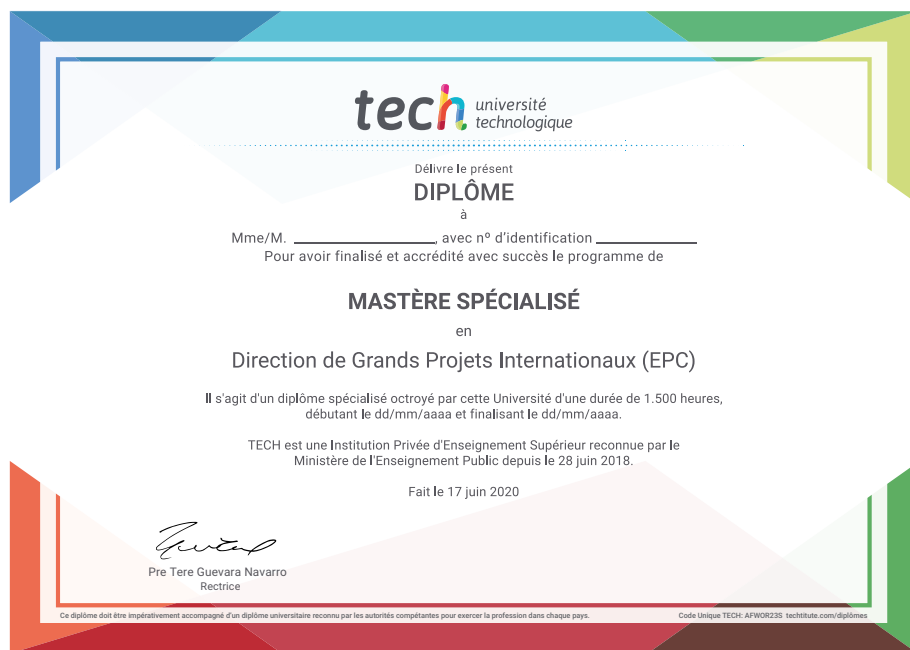 tech université
technologique
Délivre le présent
DIPLÔME
à
Mme/M. ____________, avec nº d'identification ____________
Pour avoir finalisé et accrédité avec succès le programme de
MASTÈRE SPÉCIALISÉ
en
Direction de Grands Projets Internaux (EPC)
Il s'agit d'un diplôme spécialisé octroyé par cette Université d'une durée de 1.500 heures,
débutant le dd/mm/aaaa et finalisant le dd/mm/aaaa.
TECH est une Institution Privée d'Enseignement Supérieur reconnue par le
Ministère de l'Enseignement Public depuis le 28 juin 2018.
Fait le 17 juin 2020
Pre Tere Guevara Navarro
Rectrice
Ce diplôme doit être impérativement accompagné d'un diplôme universitaire reconnu par les autorités compétentes pour exercer la profession dans chaque pays.
Code Unique TECH: AFWOR23S techtitute.com/diplômes